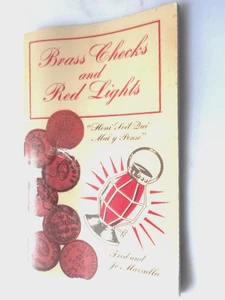 Brass Checks
and
Red Lights
"Honi Soit Qui
Mal y Pense"
Fred and
Jo Mazzulla